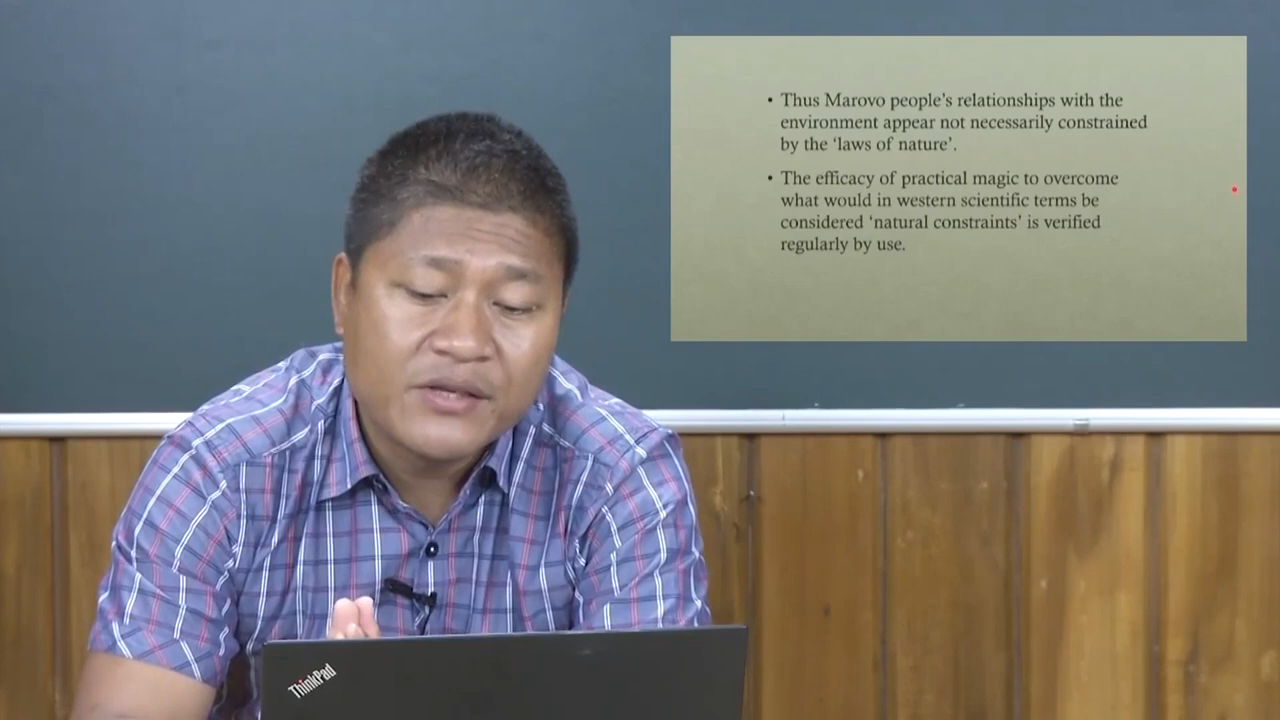 • Thus Marovo people's relationships with the
environment appear not necessarily constrained
by the 'laws of nature'.
• The efficacy of practical magic to overcome
what would in western scientific terms be
considered 'natural constraints' is verified
regularly by use.
ThinkPad